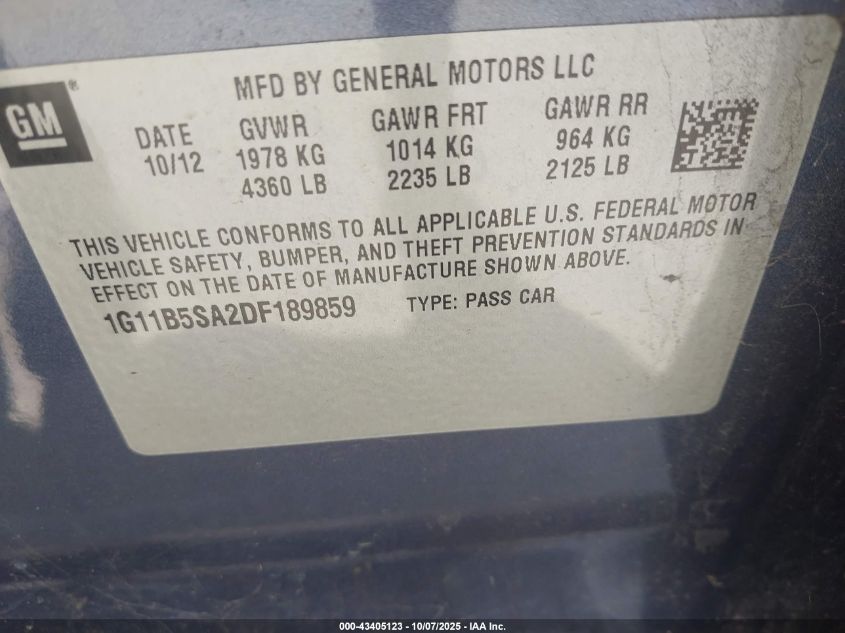 MFD BY GENERAL MOTORS LLC
GM ®
DATE GVWR GAWR FRT GAWR RR
10/12 1978 KG 1014 KG 964 KG
4360 LB 2235 LB 2125 LB
THIS VEHICLE CONFORMS TO ALL APPLICABLE U.S. FEDERAL MOTOR
VEHICLE SAFETY, BUMPER, AND THEFT PREVENTION STANDARDS IN
EFFECT ON THE DATE OF MANUFACTURE SHOWN ABOVE.
1G11B5SA2DF189859 TYPE: PASS CAR
000-43405123 - 10/07/2025 - IAA Inc.